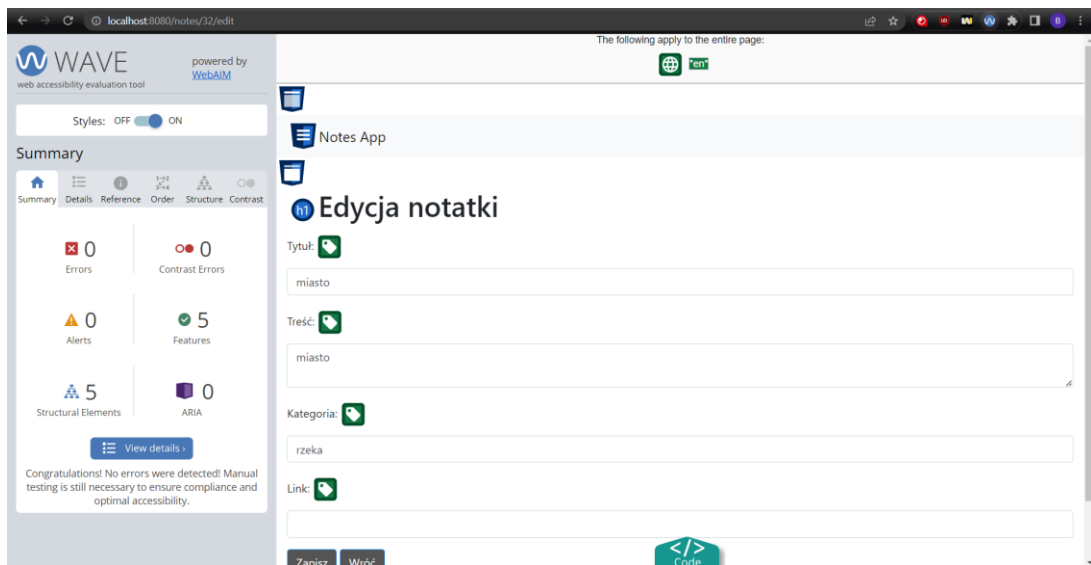 localhost:8080/notes/32/edit
B
WAVE
web accessibility evaluation tool
powered by
WebAIM
Styles: OFF ON
Summary
Summary Details Reference Order Structure Contrast
0
Errors
0
Contrast Errors
0
Alerts
5
Features
5
Structural Elements
0
ARIA
View details ›
Congratulations! No errors were detected! Manual
testing is still necessary to ensure compliance and
optimal accessibility.
The following apply to the entire page:
"en"
Notes App
h1 Edycja notatki
Tytuł:
miasto
Treść:
miasto
Kategoria:
rzeka
Link:
Zapisz Wróć
</>
Code